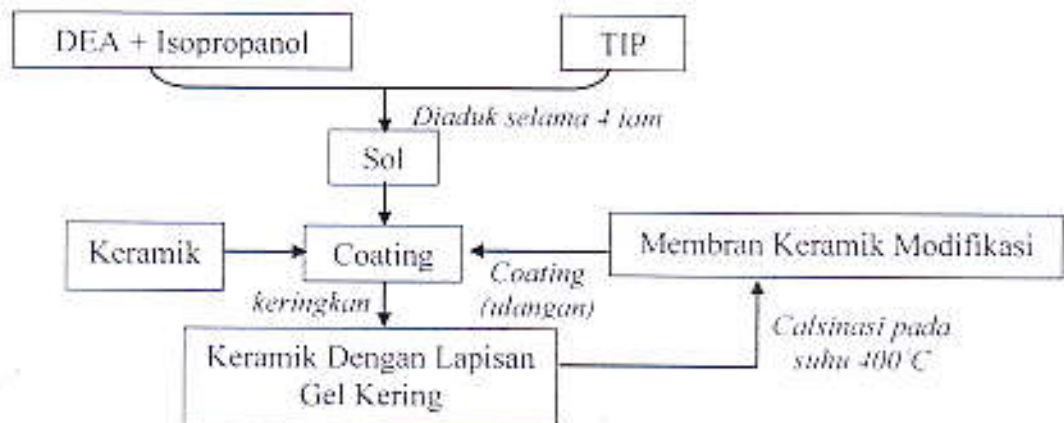 DEA + Isopropanol
TIP
Diaduk selama 4 jam
Sol
Keramik
Coating
Membran Keramik Modifikasi
keringkan
Coating
(ulangan)
Keramik Dengan Lapisan
Gel Kering
Calsinasi pada
suhu 400°C